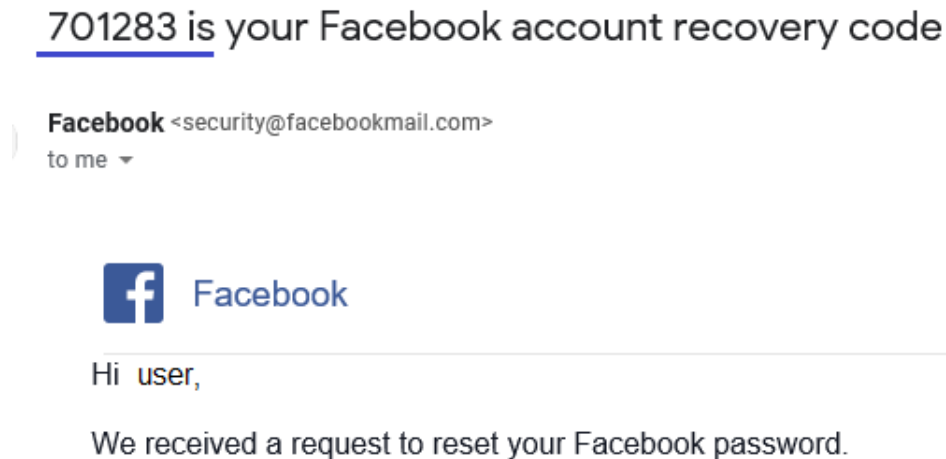 701283 is your Facebook account recovery code
Facebook <security@facebookmail.com>
to me
Facebook
Hi user,
We received a request to reset your Facebook password.